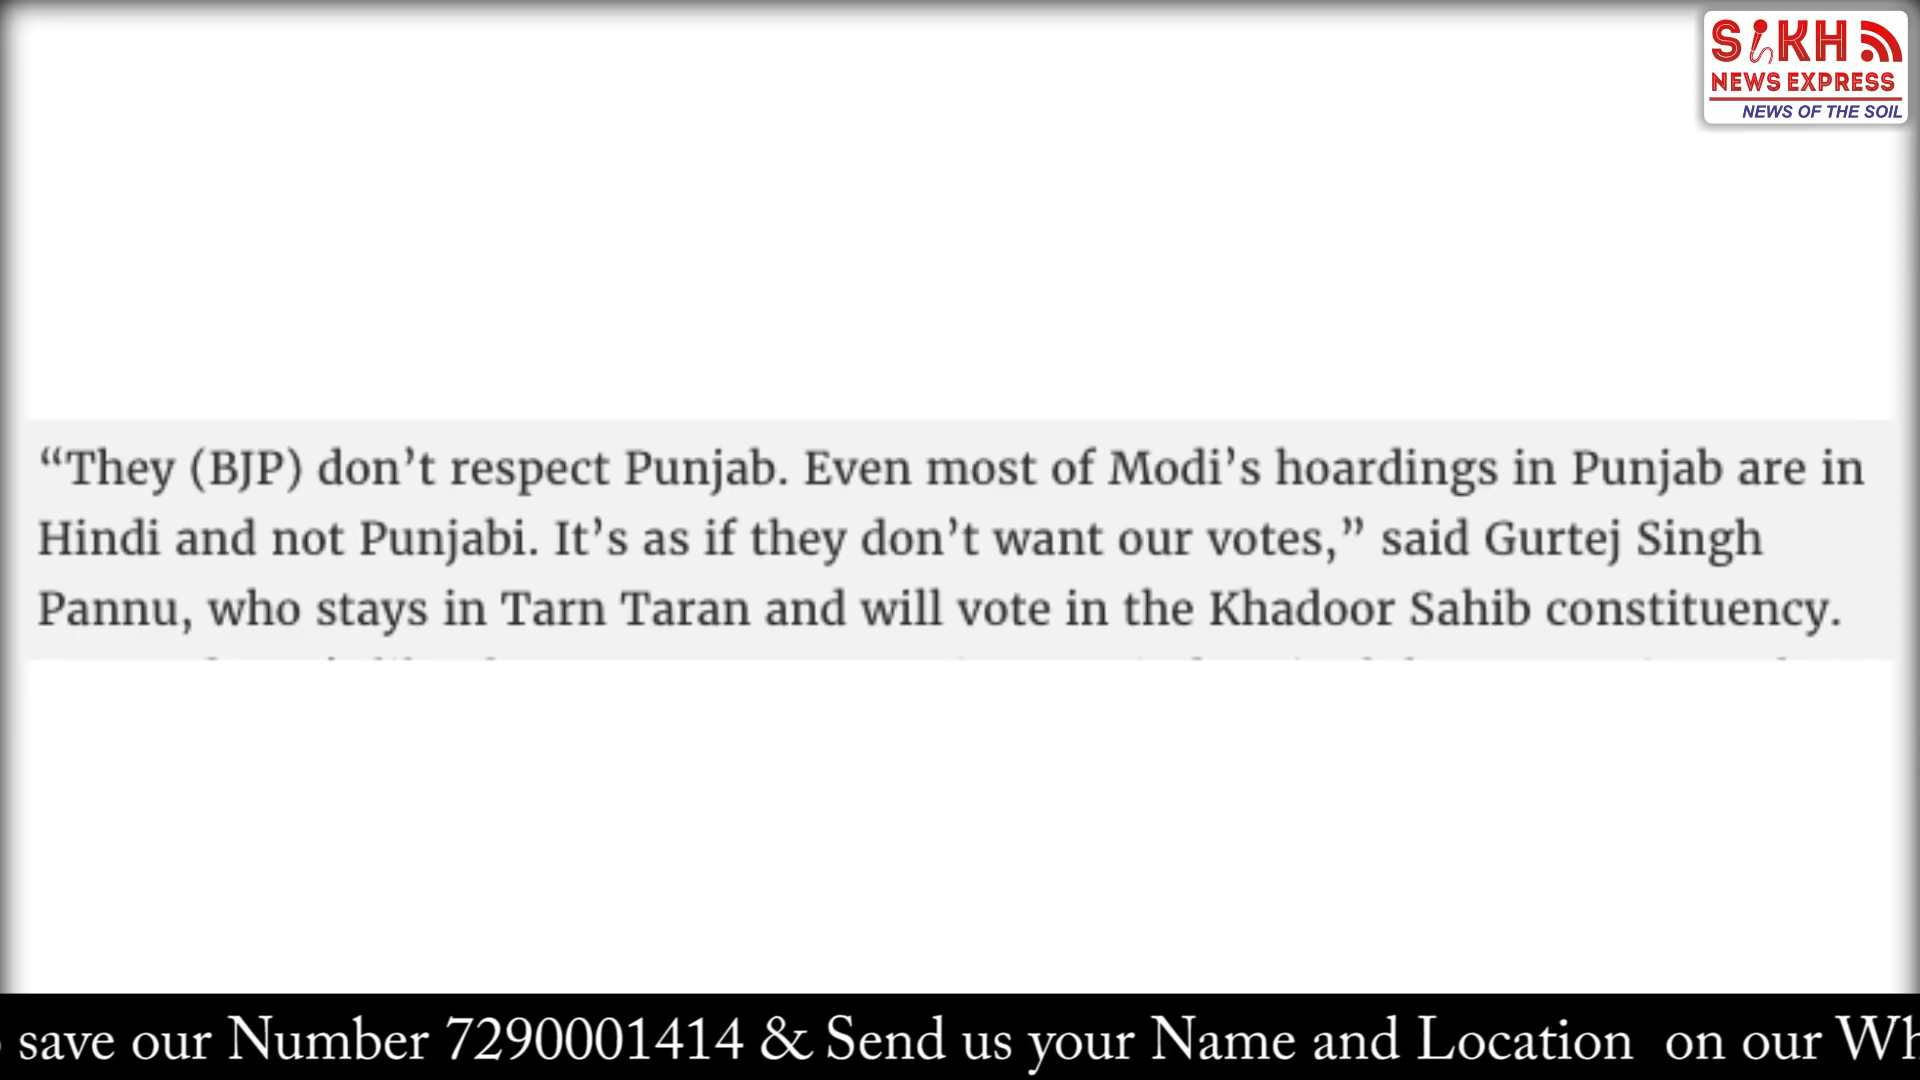 SiKH
NEWS EXPRESS
NEWS OF THE SOIL
“They (BJP) don’t respect Punjab. Even most of Modi’s hoardings in Punjab are in
Hindi and not Punjabi. It’s as if they don’t want our votes,” said Gurtej Singh
Pannu, who stays in Tarn Taran and will vote in the Khadoor Sahib constituency.
save our Number 7290001414 & Send us your Name and Location on our